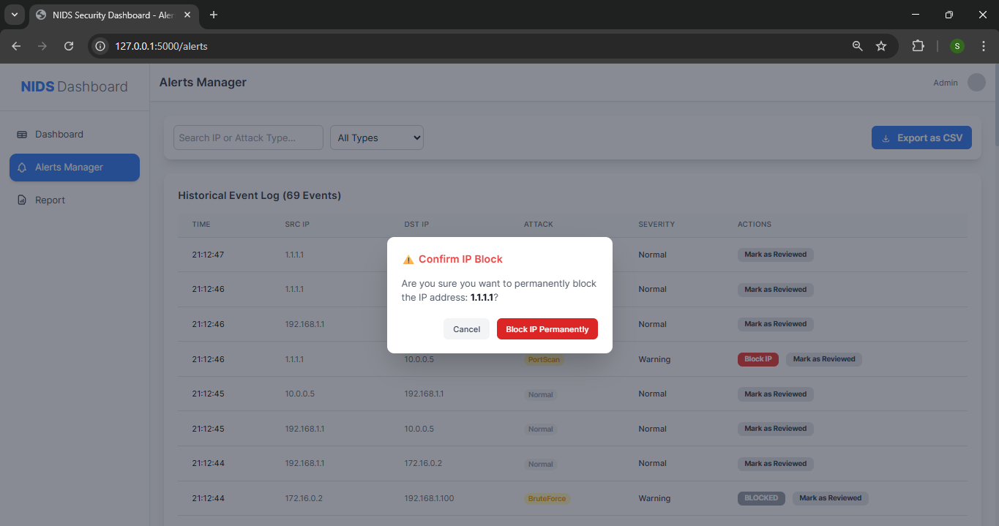 NIDS Security Dashboard - Aler
127.0.0.1:5000/alerts
S
NIDS Dashboard
Alerts Manager
Admin
Dashboard
Alerts Manager
Report
Search IP or Attack Type...
All Types
Export as CSV
Historical Event Log (69 Events)
TIME SRC IP DST IP ATTACK SEVERITY ACTIONS
21:12:47 1.1.1.1 Normal Mark as Reviewed
21:12:46 1.1.1.1 Normal Mark as Reviewed
21:12:46 192.168.1.1 Normal Mark as Reviewed
21:12:46 1.1.1.1 10.0.0.5 PortScan Warning Block IP Mark as Reviewed
21:12:45 10.0.0.5 192.168.1.1 Normal Normal Mark as Reviewed
21:12:45 192.168.1.1 10.0.0.5 Normal Normal Mark as Reviewed
21:12:44 192.168.1.1 172.16.0.2 Normal Normal Mark as Reviewed
21:12:44 172.16.0.2 192.168.1.100 BruteForce Warning BLOCKED Mark as Reviewed
Confirm IP Block
Are you sure you want to permanently block
the IP address: 1.1.1.1?
Cancel
Block IP Permanently